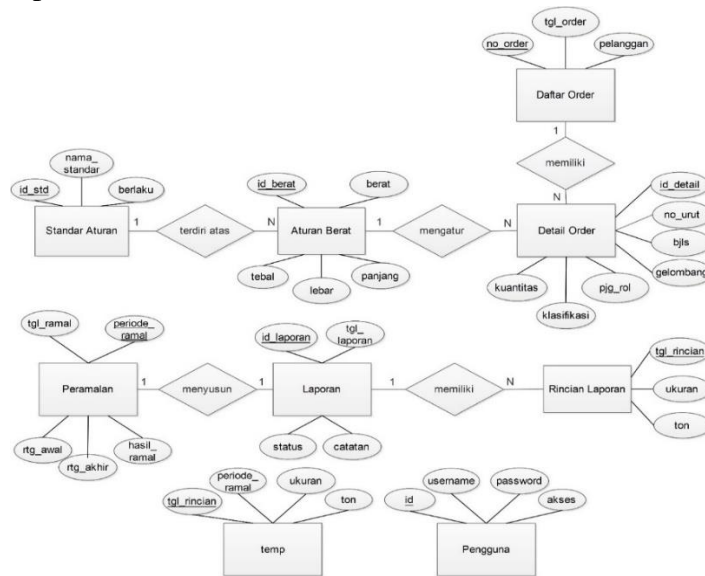 tgl_order
no_order
pelanggan
Daftar Order
1
memiliki
N
nama_
standar
id_std
berlaku
Standar Aturan
1
terdiri atas
N
id_berat
berat
Aturan Berat
tebal
lebar
panjang
1
mengatur
N
Detail Order
id_detail
no_urut
bjls
gelombang
kuantitas
pjg_rol
klasifikasi
tgl_ramal
periode_
ramal
Peramalan
rtg_awal
rtg_akhir
hasil_
ramal
1
menyusun
1
id_laporan
tgl_
laporan
Laporan
status
catatan
1
memiliki
N
Rincian Laporan
tgl_rincian
ukuran
ton
tgl_rincian
periode_
ramal
ukuran
ton
temp
id
username
password
akses
Pengguna